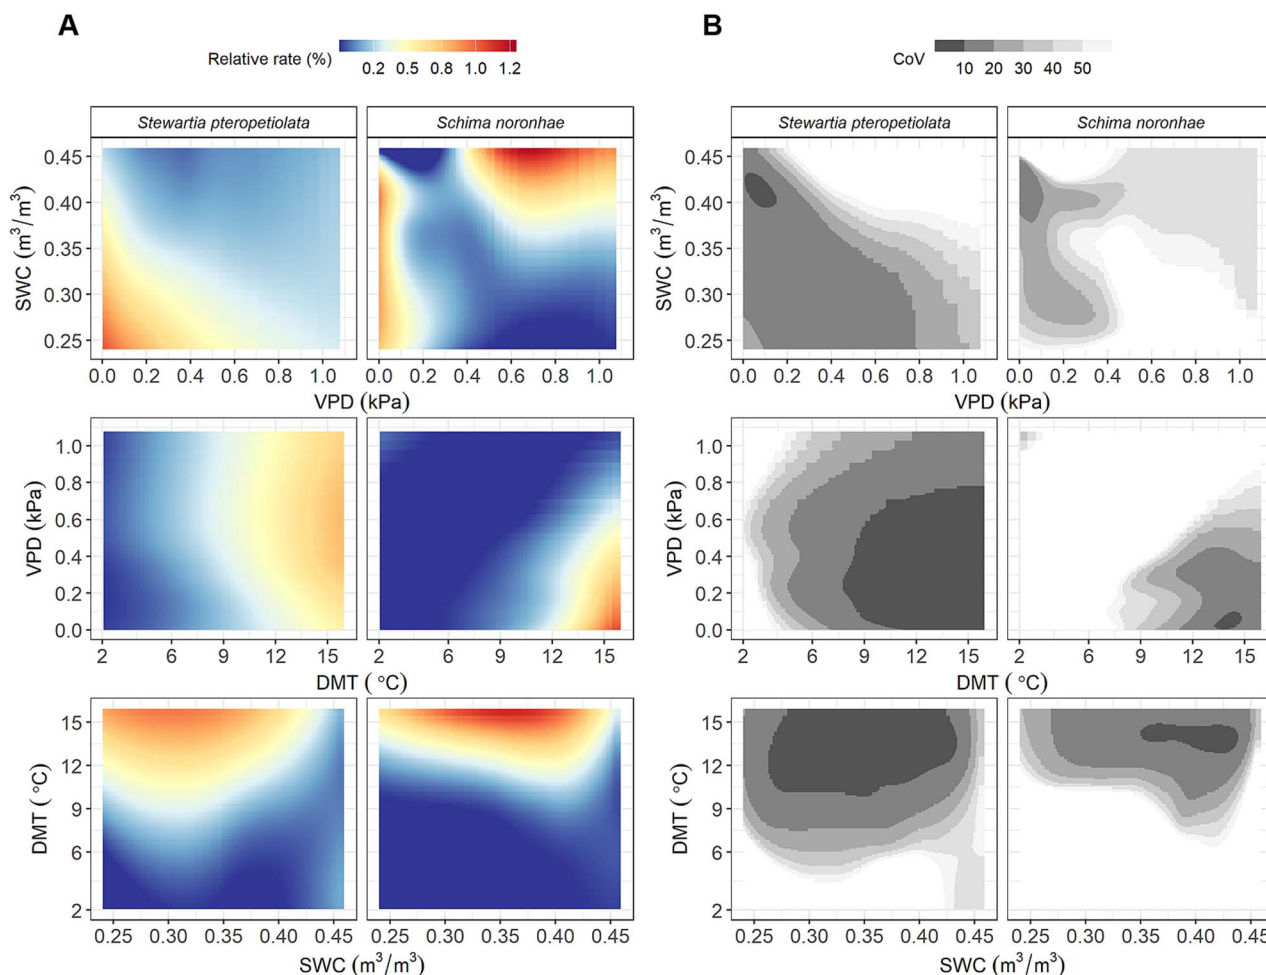 A
B
Relative rate (%) 0.2 0.5 0.8 1.0 1.2
CoV 10 20 30 40 50
Stewartia pteropetiolata
Schima noronhae
Stewartia pteropetiolata
Schima noronhae
SWC (m³/m³)
0.45
0.40
0.35
0.30
0.25
0.0 0.2 0.4 0.6 0.8 1.0
0.0 0.2 0.4 0.6 0.8 1.0
VPD (kPa)
SWC (m³/m³)
0.45
0.40
0.35
0.30
0.25
0.0 0.2 0.4 0.6 0.8 1.0
0.0 0.2 0.4 0.6 0.8 1.0
VPD (kPa)
VPD (kPa)
1.0
0.8
0.6
0.4
0.2
0.0
2 6 9 12 15
2 6 9 12 15
DMT ( °C)
VPD (kPa)
1.0
0.8
0.6
0.4
0.2
0.0
2 6 9 12 15
2 6 9 12 15
DMT ( °C)
DMT ( °C)
15
12
9
6
2
0.25 0.30 0.35 0.40 0.45
0.25 0.30 0.35 0.40 0.45
SWC (m³/m³)
DMT ( °C)
15
12
9
6
2
0.25 0.30 0.35 0.40 0.45
0.25 0.30 0.35 0.40 0.45
SWC (m³/m³)